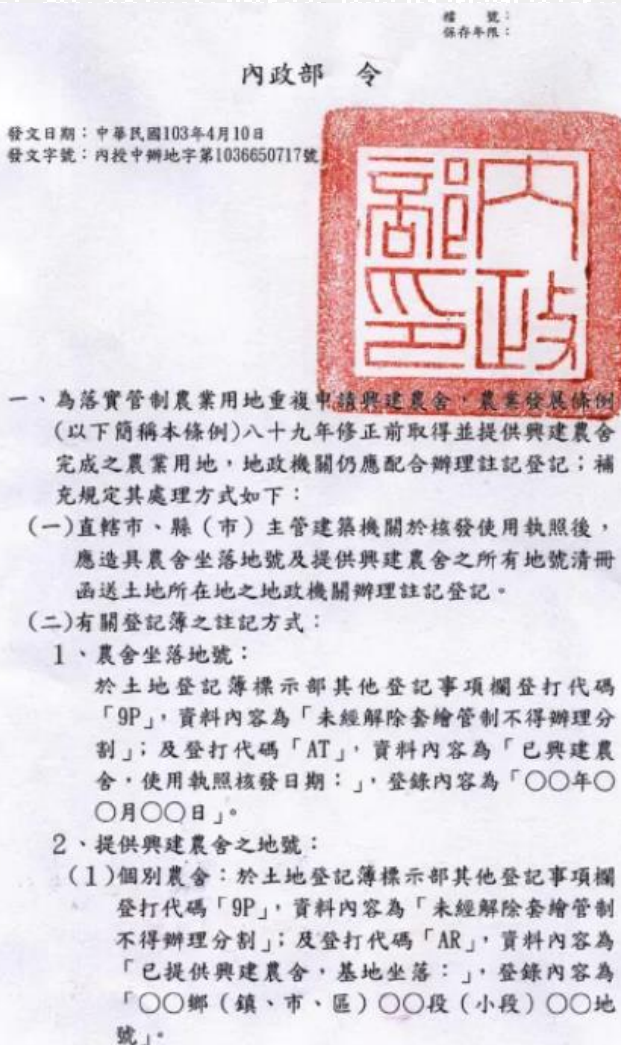 檔　　號：
保存年限：
內政部　令
發文日期：中華民國103年4月10日
發文字號：內授中辦地字第1036650717號
內政部印
一、為落實管制農業用地重複申請興建農舍，農業發展條例
(以下簡稱本條例)八十九年修正前取得並提供興建農舍
完成之農業用地，地政機關仍應配合辦理註記登記；補
充規定其處理方式如下：
(一)直轄市、縣（市）主管建築機關於核發使用執照後，
應造具農舍坐落地號及提供興建農舍之所有地號清冊
函送土地所在地之地政機關辦理註記登記。
(二)有關登記簿之註記方式：
1、農舍坐落地號：
於土地登記簿標示部其他登記事項欄登打代碼
「9P」，資料內容為「未經解除套繪管制不得辦理分
割」；及登打代碼「AT」，資料內容為「已興建農
舍，使用執照核發日期：」，登錄內容為「○○年○
○月○○日」。
2、提供興建農舍之地號：
(1)個別農舍：於土地登記簿標示部其他登記事項欄
登打代碼「9P」，資料內容為「未經解除套繪管制
不得辦理分割」；及登打代碼「AR」，資料內容為
「已提供興建農舍，基地坐落：」，登錄內容為
「○○鄉（鎮、市、區）○○段（小段）○○地
號」。